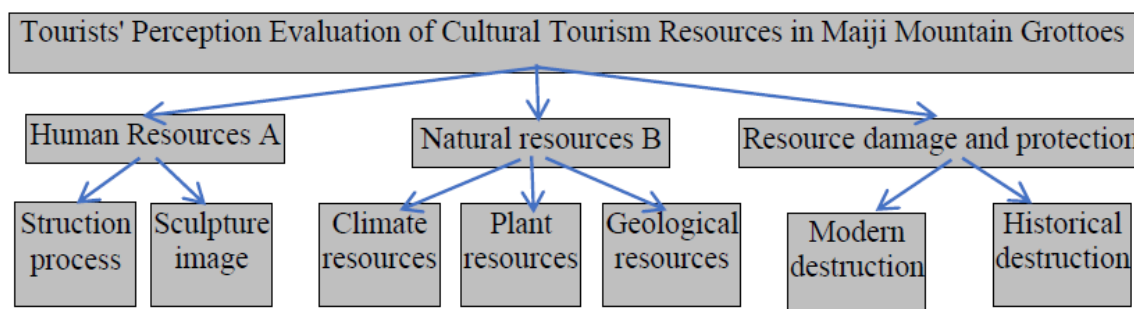 Tourists' Perception Evaluation of Cultural Tourism Resources in Maiji Mountain Grottoes
Human Resources A
Natural resources B
Resource damage and protection
Struction
process
Sculpture
image
Climate
resources
Plant
resources
Geological
resources
Modern
destruction
Historical
destruction